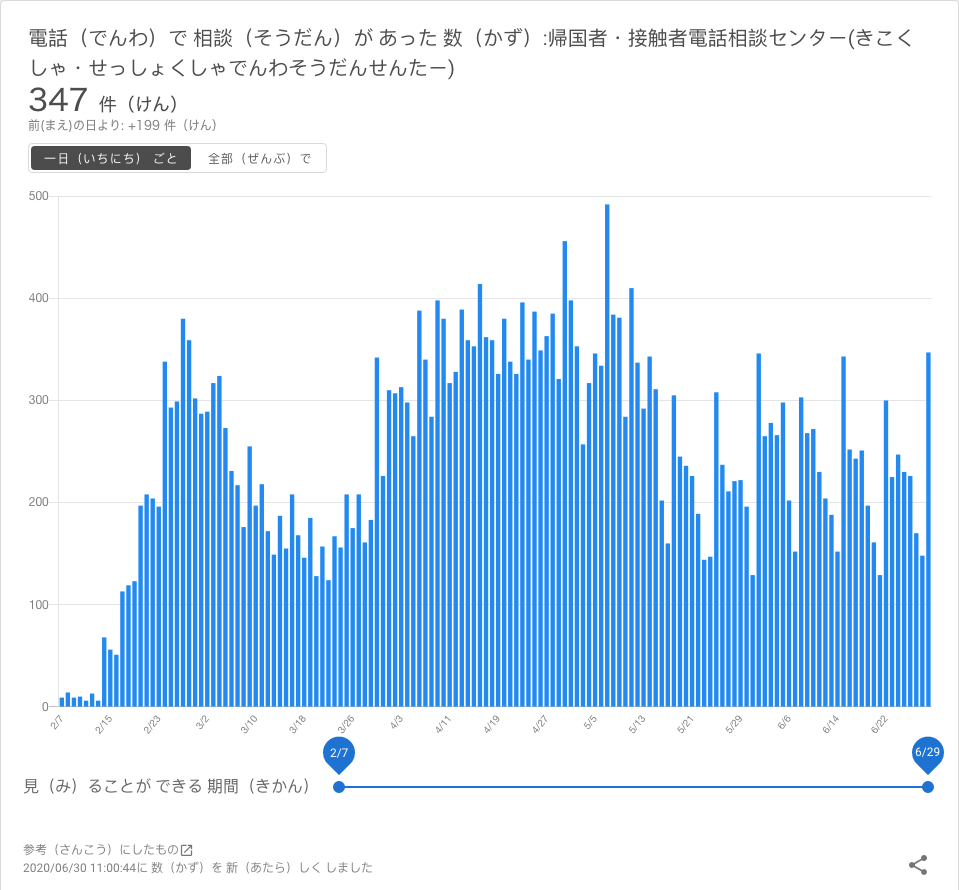 電話（でんわ）で 相談（そうだん）が あった 数（かず）:帰国者・接触者電話相談センター(きこく
しゃ・せっしょくしゃでんわそうだんせんたー)
347 件（けん）
前(まえ)の日より: +199 件（けん）
一日（いちにち） ごと 全部（ぜんぶ）で
500
400
300
200
100
0
2/7 2/15 2/23 3/2 3/10 3/18 3/26 4/3 4/11 4/19 4/27 5/5 5/13 5/21 5/29 6/6 6/14 6/22
2/7 6/29
見（み）ることが できる 期間（きかん）
参考（さんこう）にしたもの
2020/06/30 11:00:44に 数（かず）を 新（あたら）しく しました